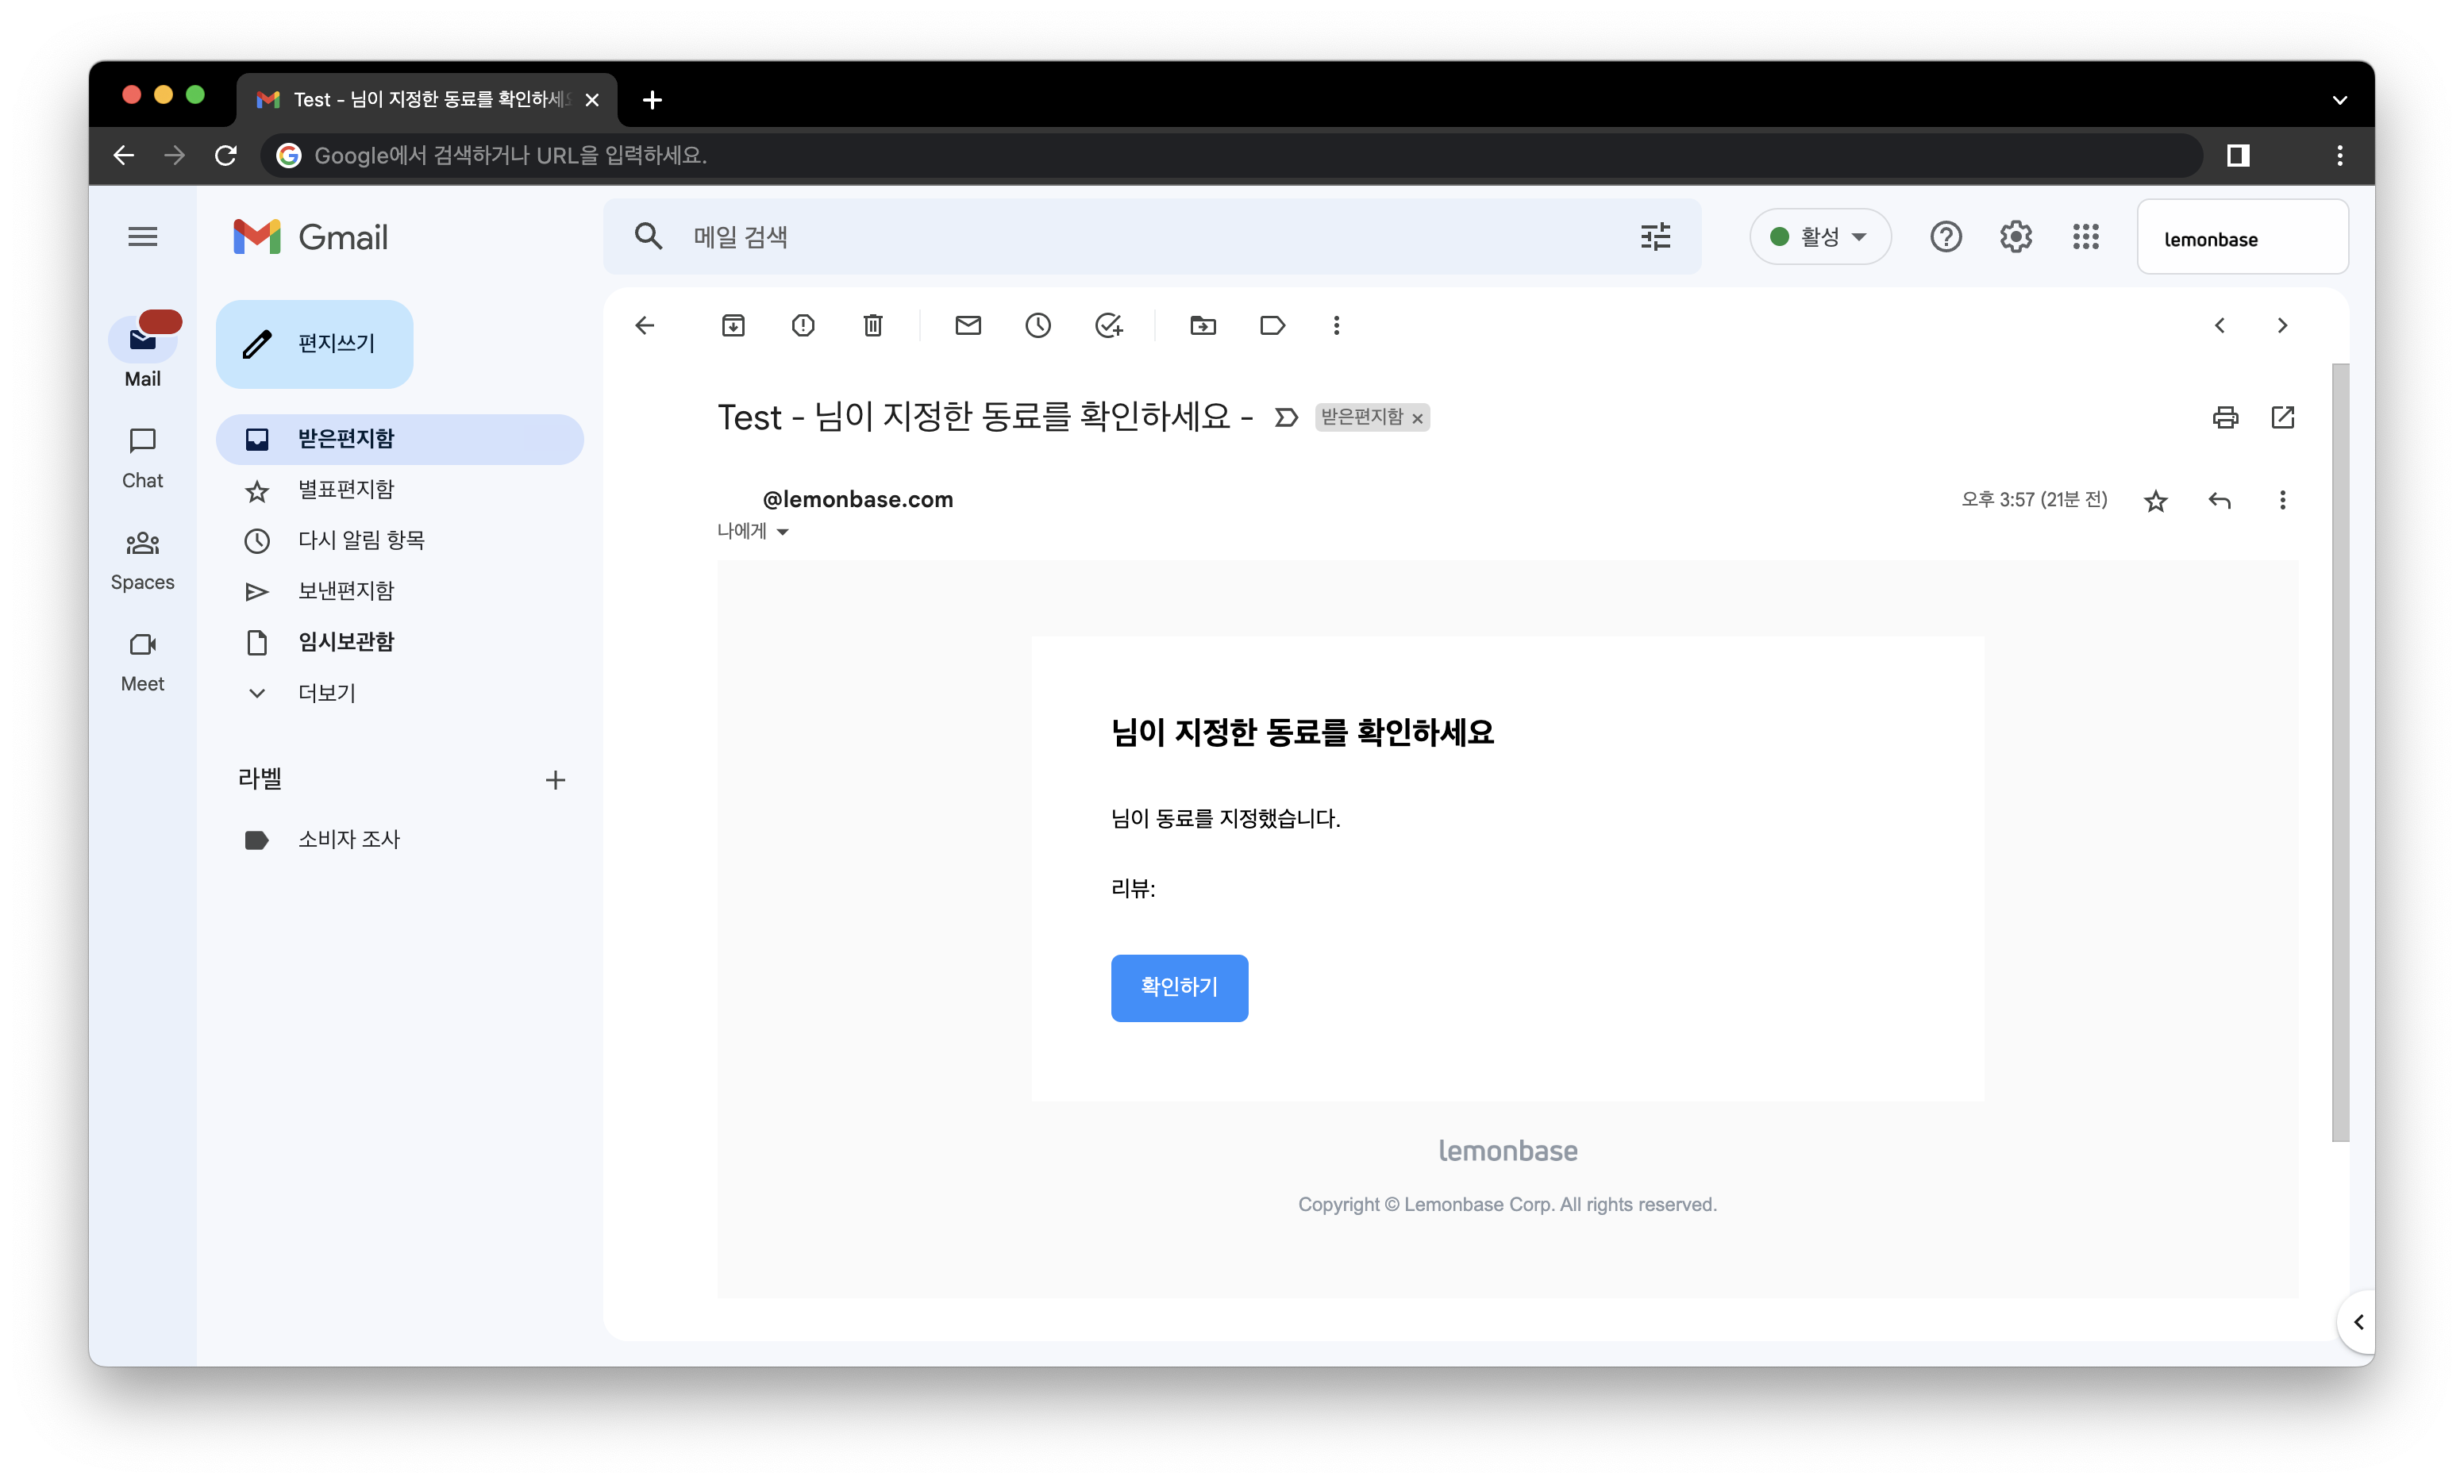 Test - 님이 지정한 동료를 확인하세요
Google에서 검색하거나 URL을 입력하세요.
Gmail
메일 검색
활성
lemonbase
Mail
Chat
Spaces
Meet
편지쓰기
받은편지함
별표편지함
다시 알림 항목
보낸편지함
임시보관함
더보기
라벨
소비자 조사
Test - 님이 지정한 동료를 확인하세요 -
받은편지함 ×
@lemonbase.com
오후 3:57 (21분 전)
나에게
님이 지정한 동료를 확인하세요
님이 동료를 지정했습니다.
리뷰:
확인하기
lemonbase
Copyright © Lemonbase Corp. All rights reserved.